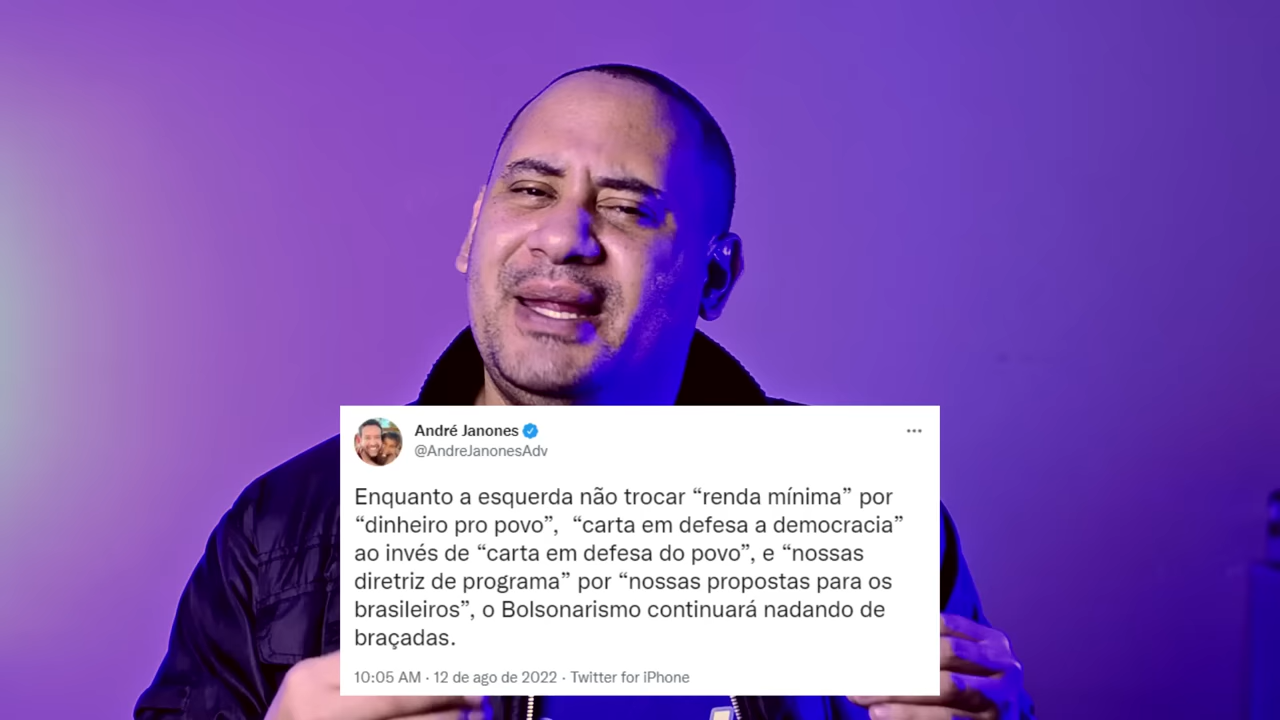 André Janones
@AndreJanonesAdv
Enquanto a esquerda não trocar “renda mínima” por
“dinheiro pro povo”,  “carta em defesa a democracia”
ao invés de “carta em defesa do povo”, e “nossas
diretriz de programa” por “nossas propostas para os
brasileiros”, o Bolsonarismo continuará nadando de
braçadas.
10:05 AM · 12 de ago de 2022 · Twitter for iPhone